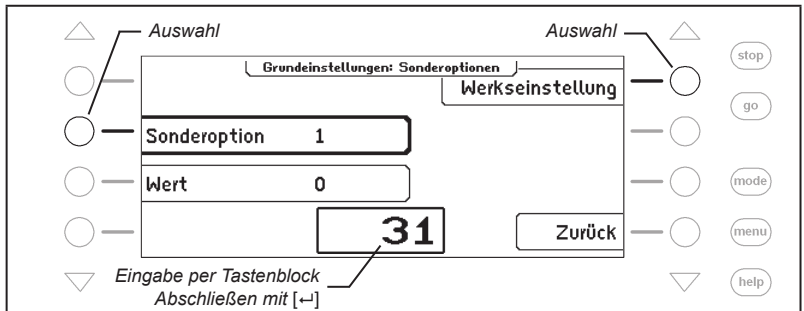 Auswahl Auswahl
stop
Grundeinstellungen: Sonderoptionen
Werkseinstellung
go
Sonderoption 1
Wert 0
mode
31
Zurück
menu
Eingabe per Tastenblock
Abschließen mit [↵]
help